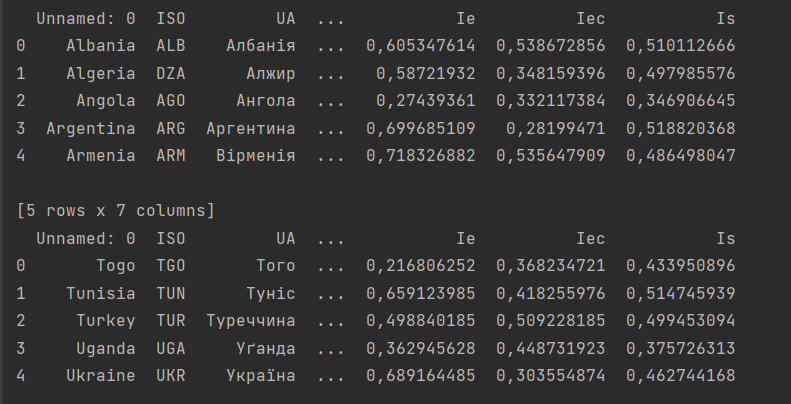 Unnamed: 0 ISO UA ... Ie Iec Is
0 Albania ALB Албанія ... 0,605347614 0,538672856 0,510112666
1 Algeria DZA Алжир ... 0,58721932 0,348159396 0,497985576
2 Angola AGO Ангола ... 0,27439361 0,332117384 0,346906645
3 Argentina ARG Аргентина ... 0,699685109 0,28199471 0,518820368
4 Armenia ARM Вірменія ... 0,718326882 0,535647909 0,486498047
[5 rows x 7 columns]
Unnamed: 0 ISO UA ... Ie Iec Is
0 Togo TGO Того ... 0,216806252 0,368234721 0,433950896
1 Tunisia TUN Туніс ... 0,659123985 0,418255976 0,514745939
2 Turkey TUR Туреччина ... 0,498840185 0,509228185 0,499453094
3 Uganda UGA Уґанда ... 0,362945628 0,448731923 0,375726313
4 Ukraine UKR Україна ... 0,689164485 0,303554874 0,462744168